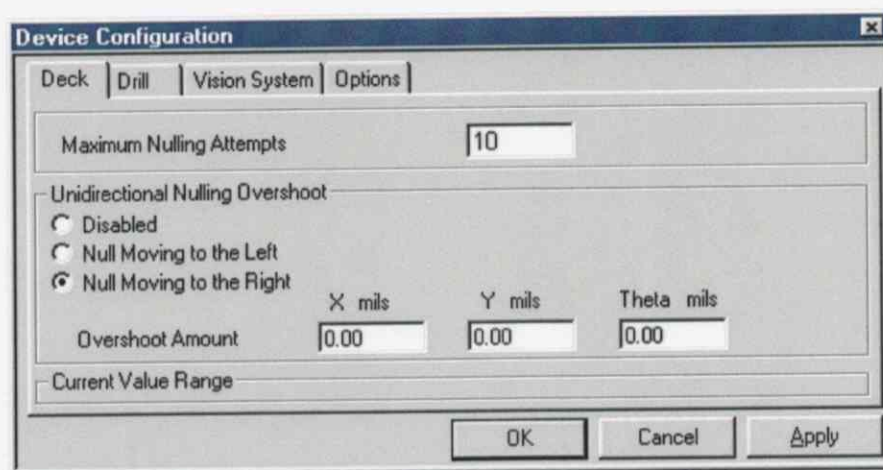 Device Configuration
Deck Drill Vision System Options
Maximum Nulling Attempts 10
Unidirectional Nulling Overshoot
Disabled
Null Moving to the Left
Null Moving to the Right
X mils Y mils Theta mils
Overshoot Amount 0.00 0.00 0.00
Current Value Range
OK Cancel Apply